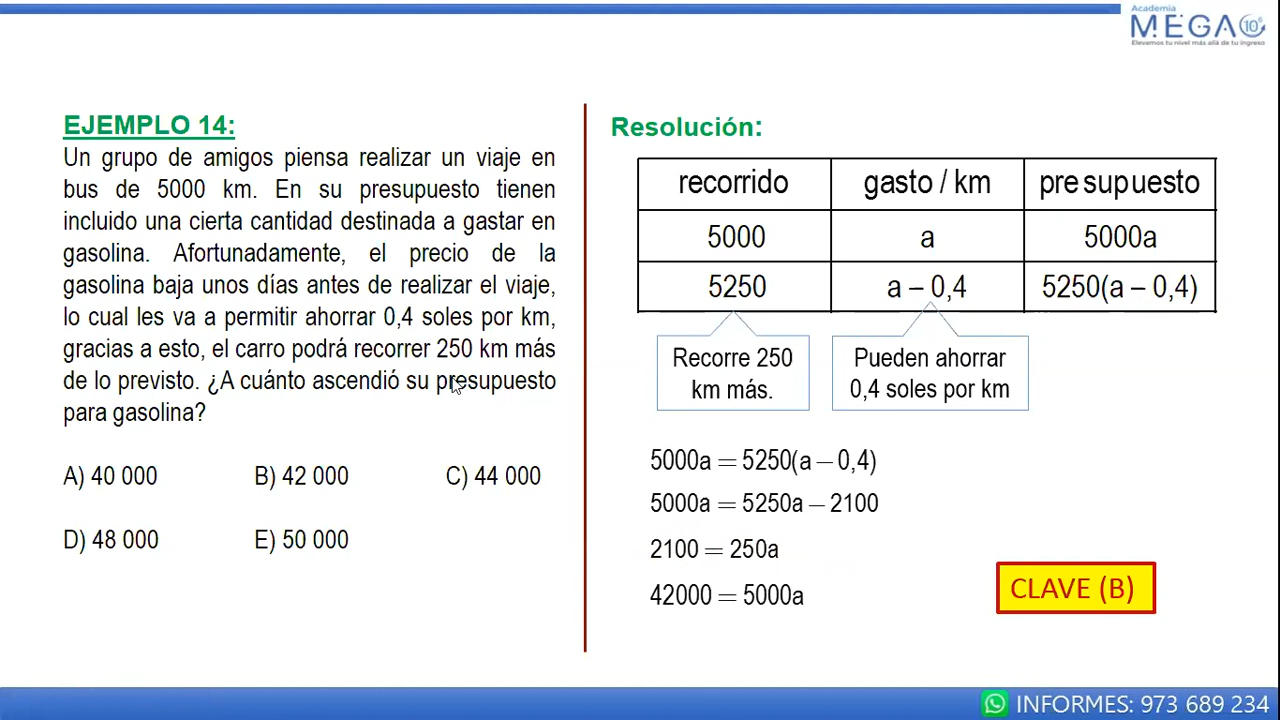 Academia
MEGA 10⁶
Elevamos tu nivel más allá de tu ingreso
EJEMPLO 14:
Un grupo de amigos piensa realizar un viaje en
bus de 5000 km. En su presupuesto tienen
incluido una cierta cantidad destinada a gastar en
gasolina. Afortunadamente, el precio de la
gasolina baja unos días antes de realizar el viaje,
lo cual les va a permitir ahorrar 0,4 soles por km,
gracias a esto, el carro podrá recorrer 250 km más
de lo previsto. ¿A cuánto ascendió su presupuesto
para gasolina?
A) 40 000 B) 42 000 C) 44 000
D) 48 000 E) 50 000
Resolución:
recorrido gasto / km presupuesto
5000 a 5000a
5250 a – 0,4 5250(a – 0,4)
Recorre 250
km más.
Pueden ahorrar
0,4 soles por km
5000a = 5250(a – 0,4)
5000a = 5250a – 2100
2100 = 250a
42000 = 5000a
CLAVE (B)
INFORMES: 973 689 234